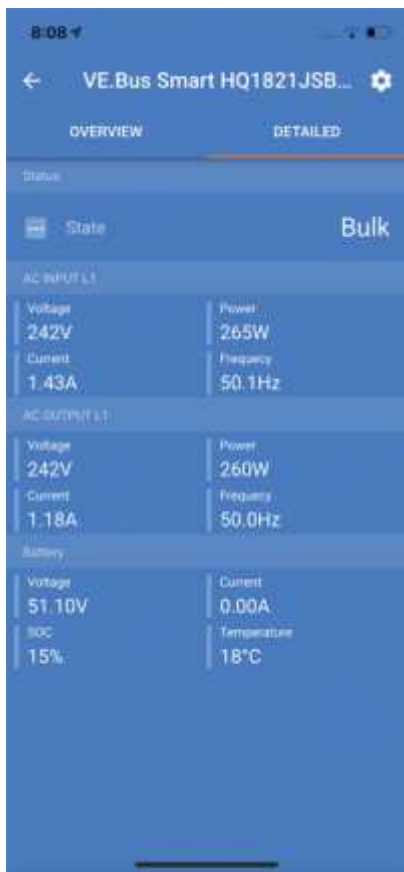 8:08
VE.Bus Smart HQ1821JSB...
OVERVIEW DETAILED
Status
State Bulk
AC INPUT L1
Voltage Power
242V 265W
Current Frequecy
1.43A 50.1Hz
AC OUTPUT L1
Voltage Power
242V 260W
Current Frequecy
1.18A 50.0Hz
Battery
Voltage Current
51.10V 0.00A
SOC Temperature
15% 18°C